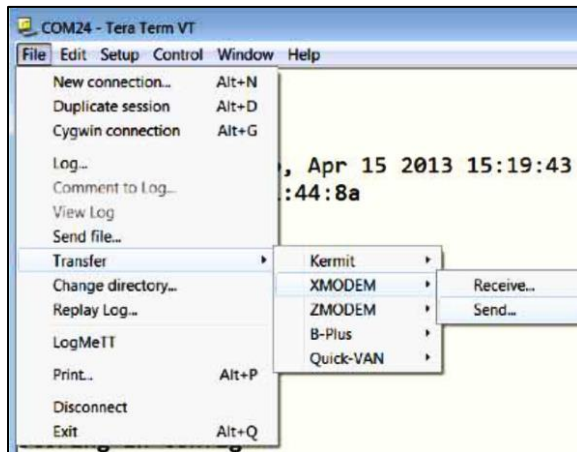 COM24 - Tera Term VT
File Edit Setup Control Window Help
New connection... Alt+N
Duplicate session Alt+D
Cygwin connection Alt+G
Log...
Comment to Log...
View Log
Send file...
Transfer
Change directory...
Replay Log...
LogMeTT
Print... Alt+P
Disconnect
Exit Alt+Q
Kermit
XMODEM
ZMODEM
B-Plus
Quick-VAN
Receive...
Send...
, Apr 15 2013 15:19:43
:44:8a